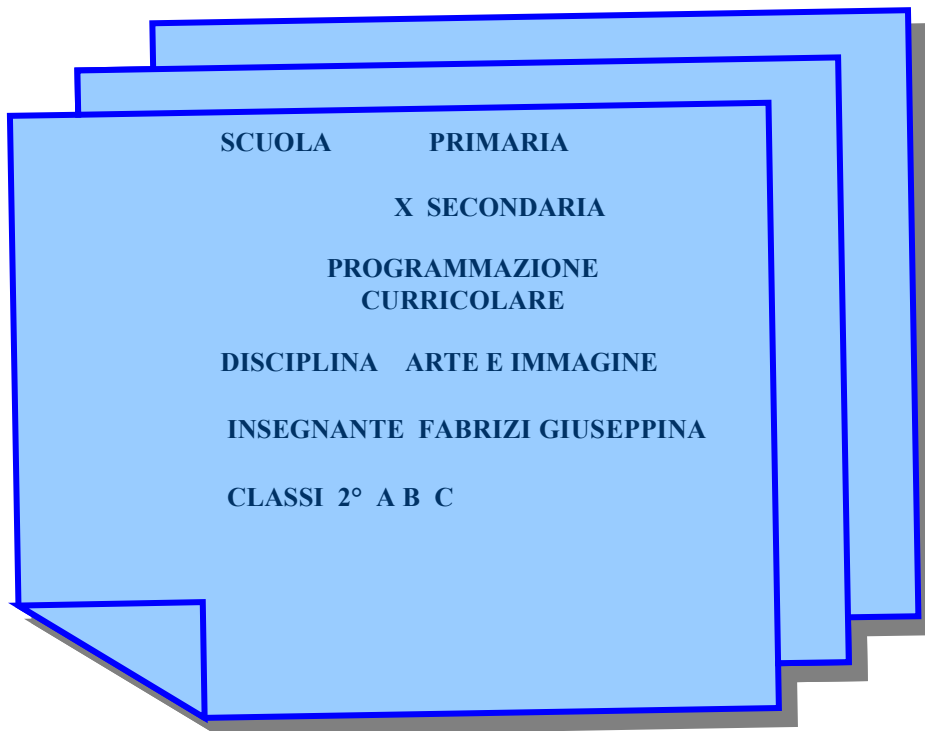 SCUOLA PRIMARIA
X SECONDARIA
PROGRAMMAZIONE
CURRICOLARE
DISCIPLINA ARTE E IMMAGINE
INSEGNANTE FABRIZI GIUSEPPINA
CLASSI 2° A B C